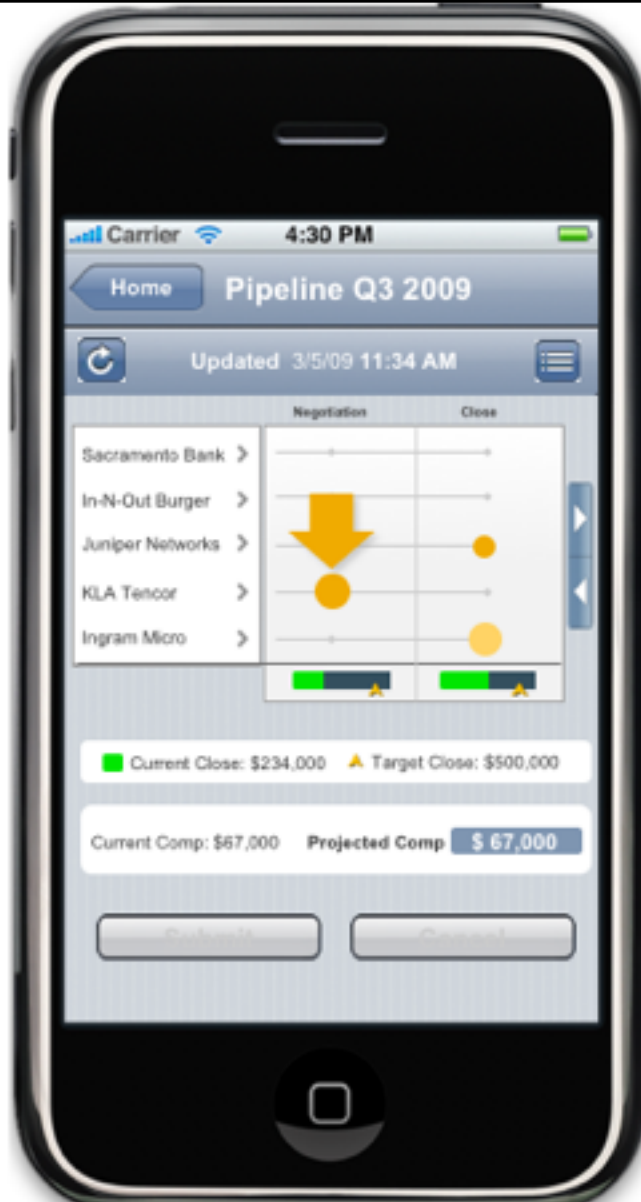 Carrier 4:30 PM
Home Pipeline Q3 2009
Updated 3/5/09 11:34 AM
Negotiation Close
Sacramento Bank
In-N-Out Burger
Juniper Networks
KLA Tencor
Ingram Micro
Current Close: $234,000 Target Close: $500,000
Current Comp: $67,000 Projected Comp $ 67,000
Submit Cancel